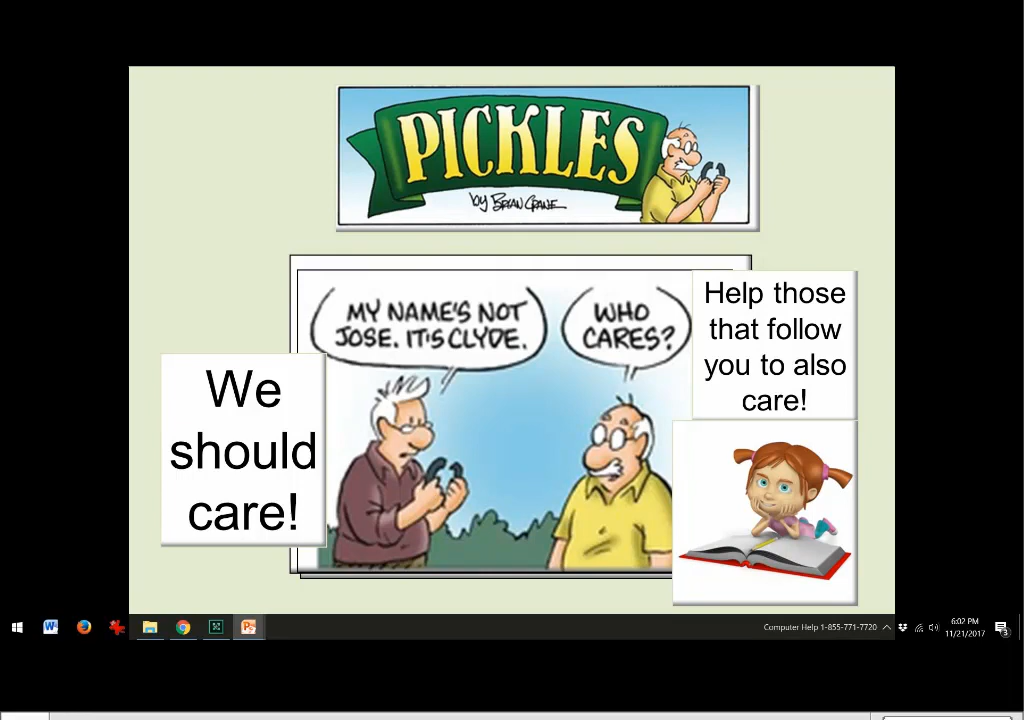 PICKLES
by BRIAN CRANE
MY NAME'S NOT
JOSE. IT'S CLYDE.
WHO
CARES?
Help those
that follow
you to also
care!
We
should
care!
Computer Help 1-855-771-7720
6:02 PM
11/21/2017
3